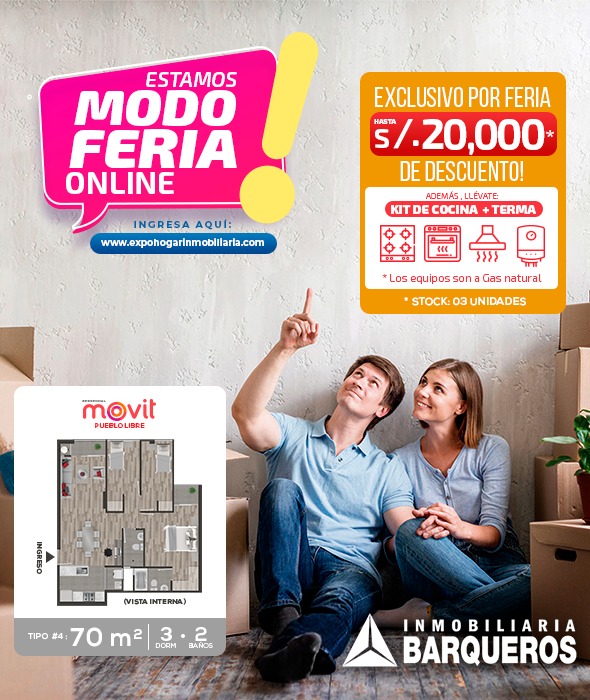 ESTAMOS
MODO
FERIA
ONLINE
INGRESA AQUÍ:
www.expohogarinmobiliaria.com
EXCLUSIVO POR FERIA
HASTA
S/.20,000*
DE DESCUENTO!
ADEMÁS , LLÉVATE:
KIT DE COCINA + TERMA
* Los equipos son a Gas natural
* STOCK: 03 UNIDADES
movit
PUEBLO LIBRE
INGRESO
(VISTA INTERNA)
TIPO #4: 70 m² 3 DORM · 2 BAÑOS
INMOBILIARIA
BARQUEROS